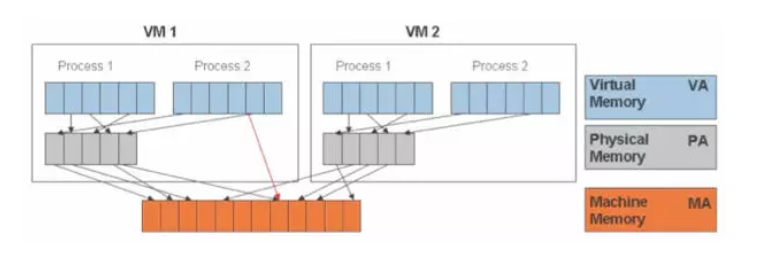 VM 1
VM 2
Process 1
Process 2
Process 1
Process 2
Virtual VA
Memory
Physical PA
Memory
Machine MA
Memory